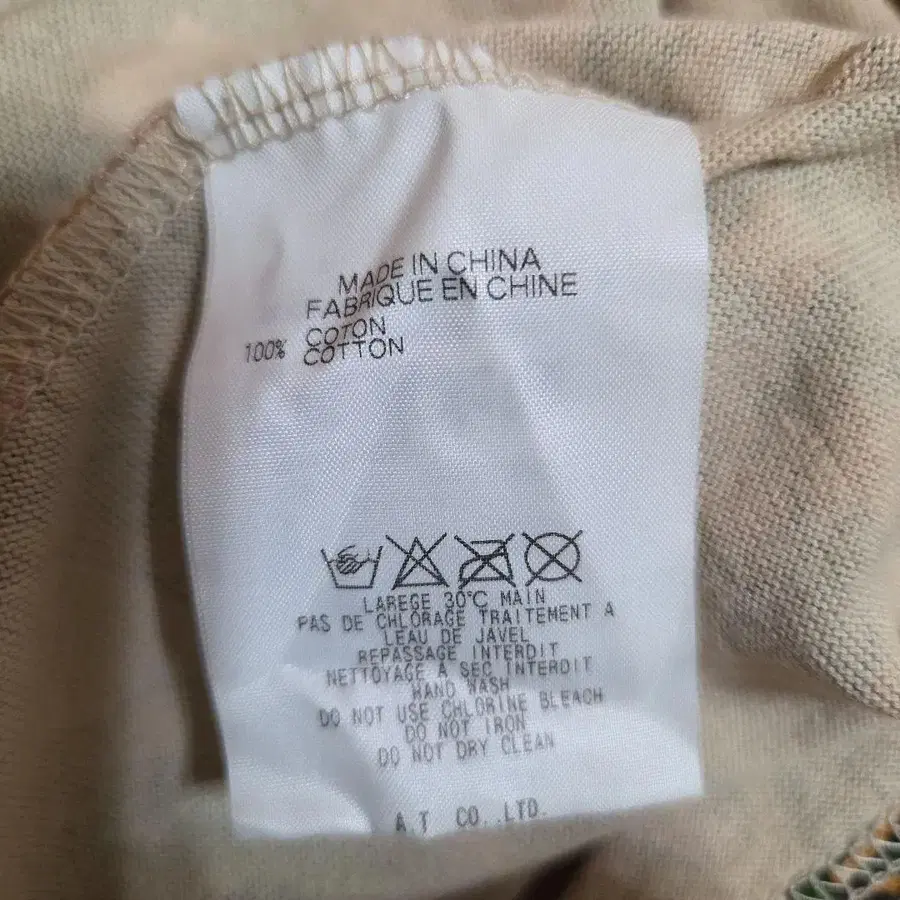 MADE IN CHINA
FABRIQUE EN CHINE
COTON
100% COTTON
LAREGE 30°C MAIN
PAS DE CHLORAGE TRAITEMENT A
LEAU DE JAVEL
REPASSAGE INTERDIT
NETTOYAGE A SEC INTERDIT
HAND WASH
DO NOT USE CHLORINE BLEACH
DO NOT IRON
DO NOT DRY CLEAN
A.T CO.,LTD.